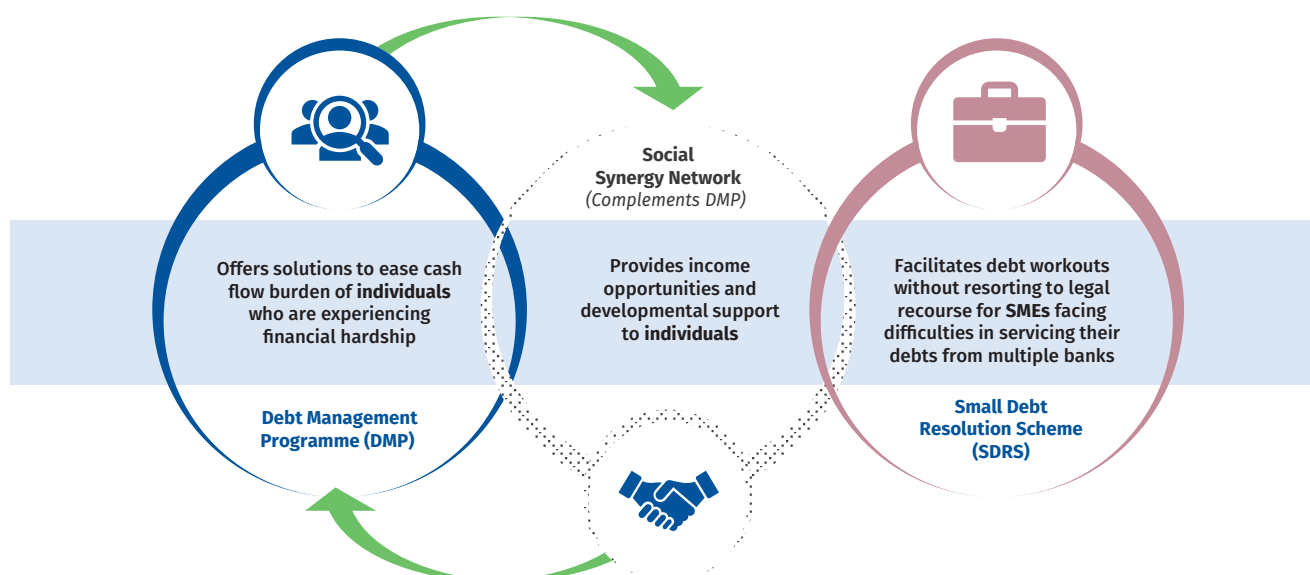 Offers solutions to ease cash
flow burden of individuals
who are experiencing
financial hardship
Debt Management
Programme (DMP)
Social
Synergy Network
(Complements DMP)
Provides income
opportunities and
developmental support
to individuals
Facilitates debt workouts
without resorting to legal
recourse for SMEs facing
difficulties in servicing their
debts from multiple banks
Small Debt
Resolution Scheme
(SDRS)